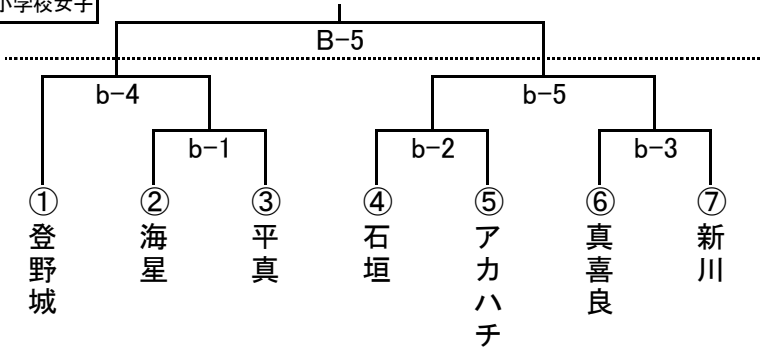 小学校女子
B-5
b-4
b-5
b-1
b-2
b-3
①
②
③
④
⑤
⑥
⑦
登野城
海星
平真
石垣
アカハチ
真喜良
新川